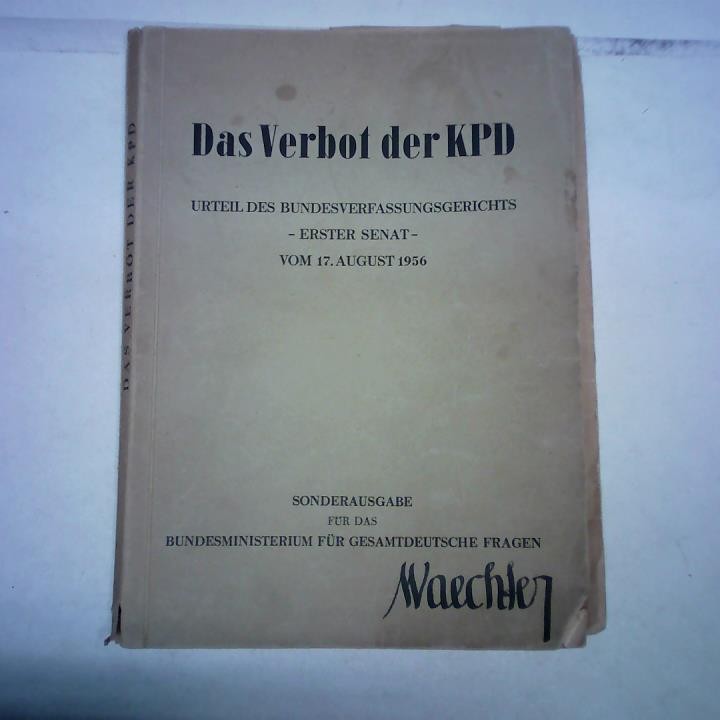 Das Verbot der KPD
URTEIL DES BUNDESVERFASSUNGSGERICHTS
- ERSTER SENAT -
VOM 17. AUGUST 1956
SONDERAUSGABE
FÜR DAS
BUNDESMINISTERIUM FÜR GESAMTDEUTSCHE FRAGEN
Waechter
DAS VERBOT DER KPD